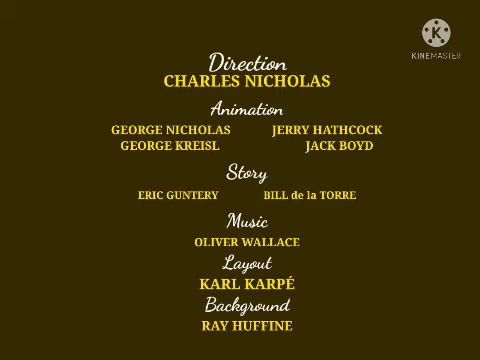 K
KINEMASTER
Direction
CHARLES NICHOLAS
Animation
GEORGE NICHOLAS JERRY HATHCOCK
GEORGE KREISL JACK BOYD
Story
ERIC GUNTERY BILL de la TORRE
Music
OLIVER WALLACE
Layout
KARL KARPÉ
Background
RAY HUFFINE